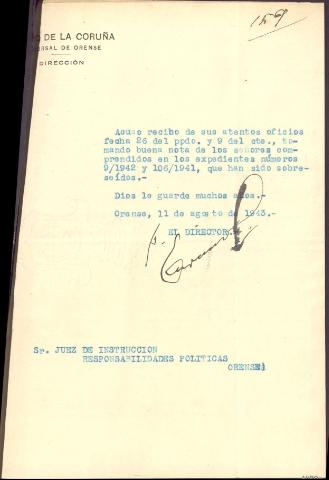 159
O DE LA CORUÑA
RSAL DE ORENSE
DIRECCIÓN
Acuso recibo de sus atentos oficios
fecha 26 del ppdo. y 9 del cte., to-
mando buena nota de los señores com-
prendidos en los expedientes números
9/1942 y 106/1941, que han sido sobre-
seídos.-
Dios le guarde muchos años.-
Orense, 11 de agosto de 1943.-
EL DIRECTOR
Sr. JUEZ DE INSTRUCCION
RESPONSABILIDADES POLITICAS
ORENSE